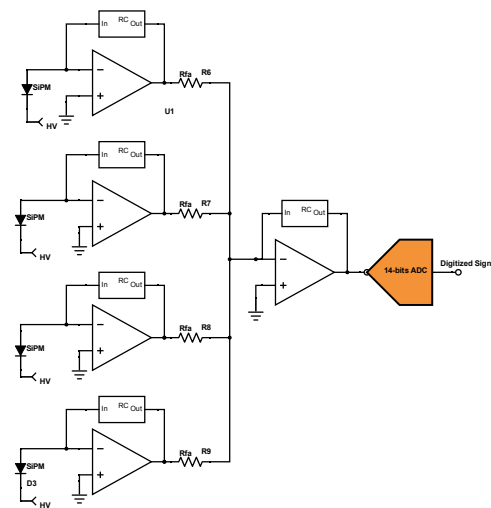 In RC Out
SiPM
Rfa R6
HV
U1
In RC Out
SiPM
Rfa R7
HV
In RC Out
14-bits ADC
Digitized Sign
In RC Out
SiPM
Rfa R8
HV
In RC Out
SiPM
Rfa R9
D3
HV